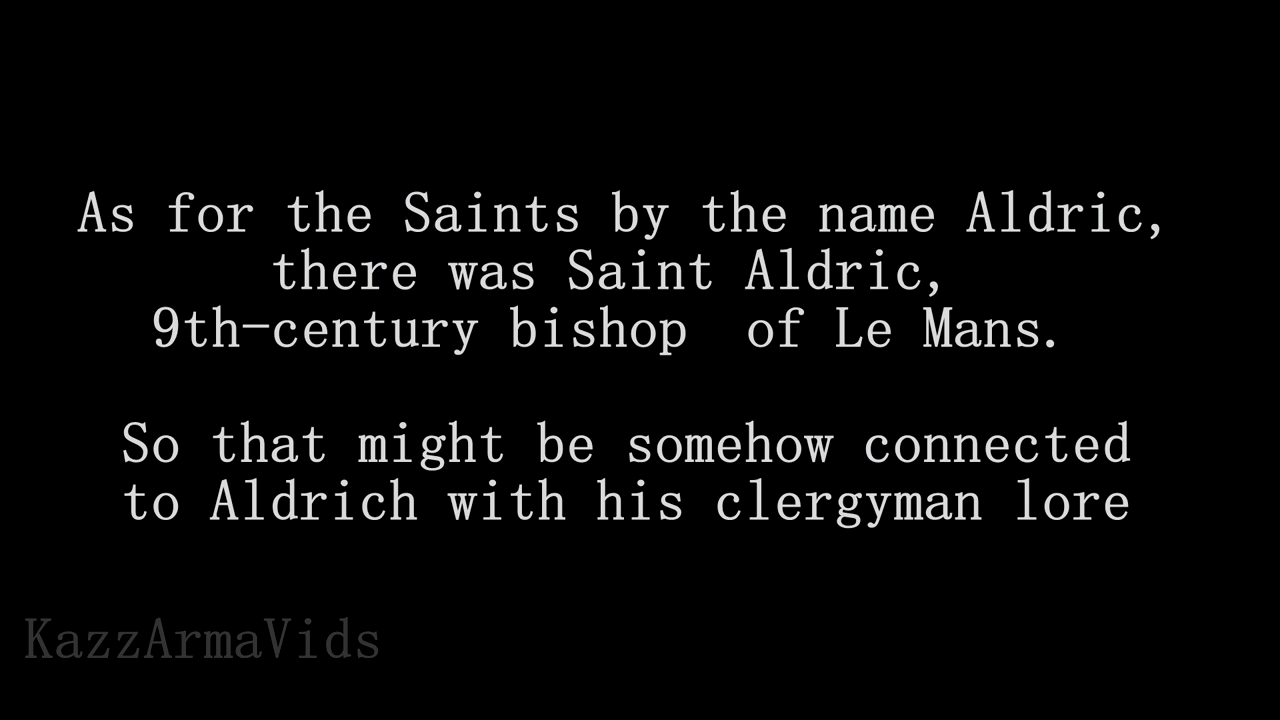 As for the Saints by the name Aldric,
there was Saint Aldric,
9th-century bishop  of Le Mans.
So that might be somehow connected
to Aldrich with his clergyman lore
KazzArmaVids